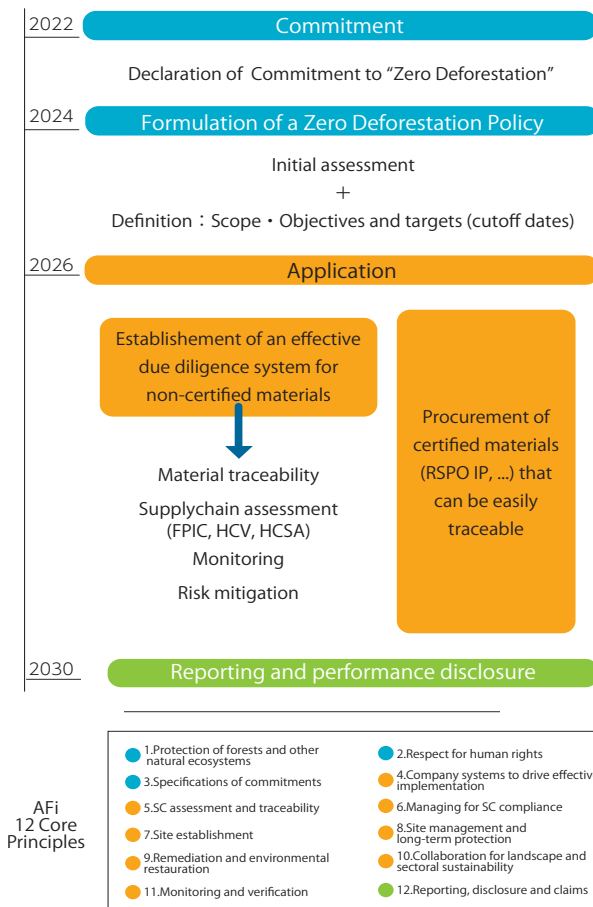 2022
Commitment
Declaration of Commitment to “Zero Deforestation”
2024
Formulation of a Zero Deforestation Policy
Initial assessment
+
Definition：Scope・Objectives and targets (cutoff dates)
2026
Application
Establishement of an effective
due diligence system for
non-certified materials
Material traceability
Supplychain assessment
(FPIC, HCV, HCSA)
Monitoring
Risk mitigation
Procurement of
certified materials
(RSPO IP, ...) that
can be easily
traceable
2030
Reporting and performance disclosure
AFi
12 Core
Principles
1.Protection of forests and other
natural ecosystems
2.Respect for human rights
3.Specifications of commitments
4.Company systems to drive effective
implementation
5.SC assessment and traceability
6.Managing for SC compliance
7.Site establishment
8.Site management and
long-term protection
9.Remediation and environmental
restauration
10.Collaboration for landscape and
sectoral sustainability
11.Monitoring and verification
12.Reporting, disclosure and claims